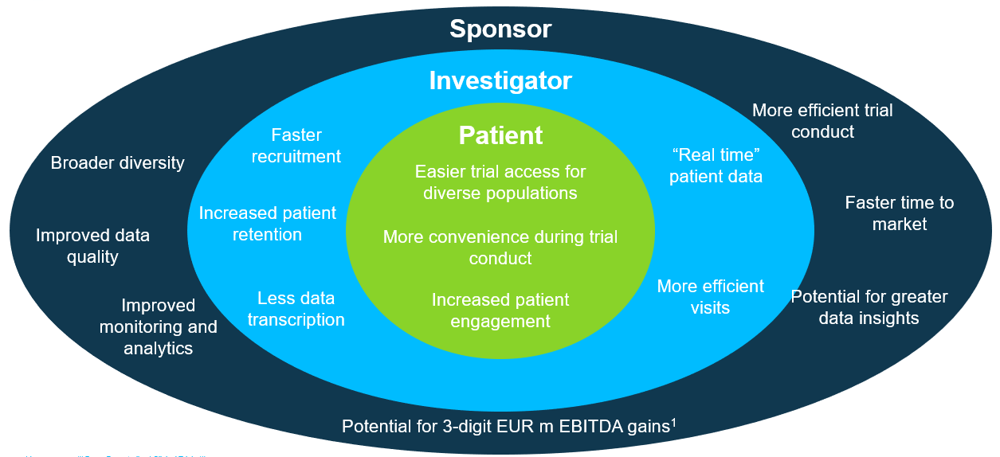 Sponsor
Investigator
Patient
Easier trial access for
diverse populations
More convenience during trial
conduct
Increased patient
engagement
Faster
recruitment
Increased patient
retention
Less data
transcription
“Real time”
patient data
More efficient
visits
Broader diversity
Improved data
quality
Improved
monitoring and
analytics
More efficient trial
conduct
Faster time to
market
Potential for greater
data insights
Potential for 3-digit EUR m EBITDA gains¹